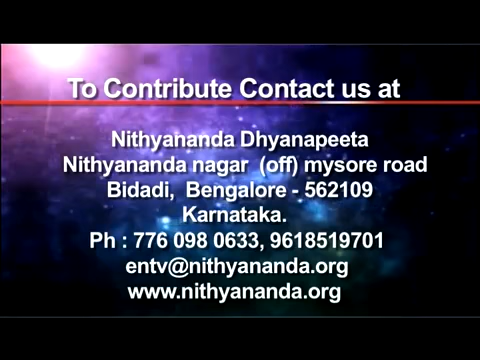 To Contribute Contact us at
Nithyananda Dhyanapeeta
Nithyananda nagar (off) mysore road
Bidadi, Bengalore - 562109
Karnataka.
Ph : 776 098 0633, 9618519701
entv@nithyananda.org
www.nithyananda.org